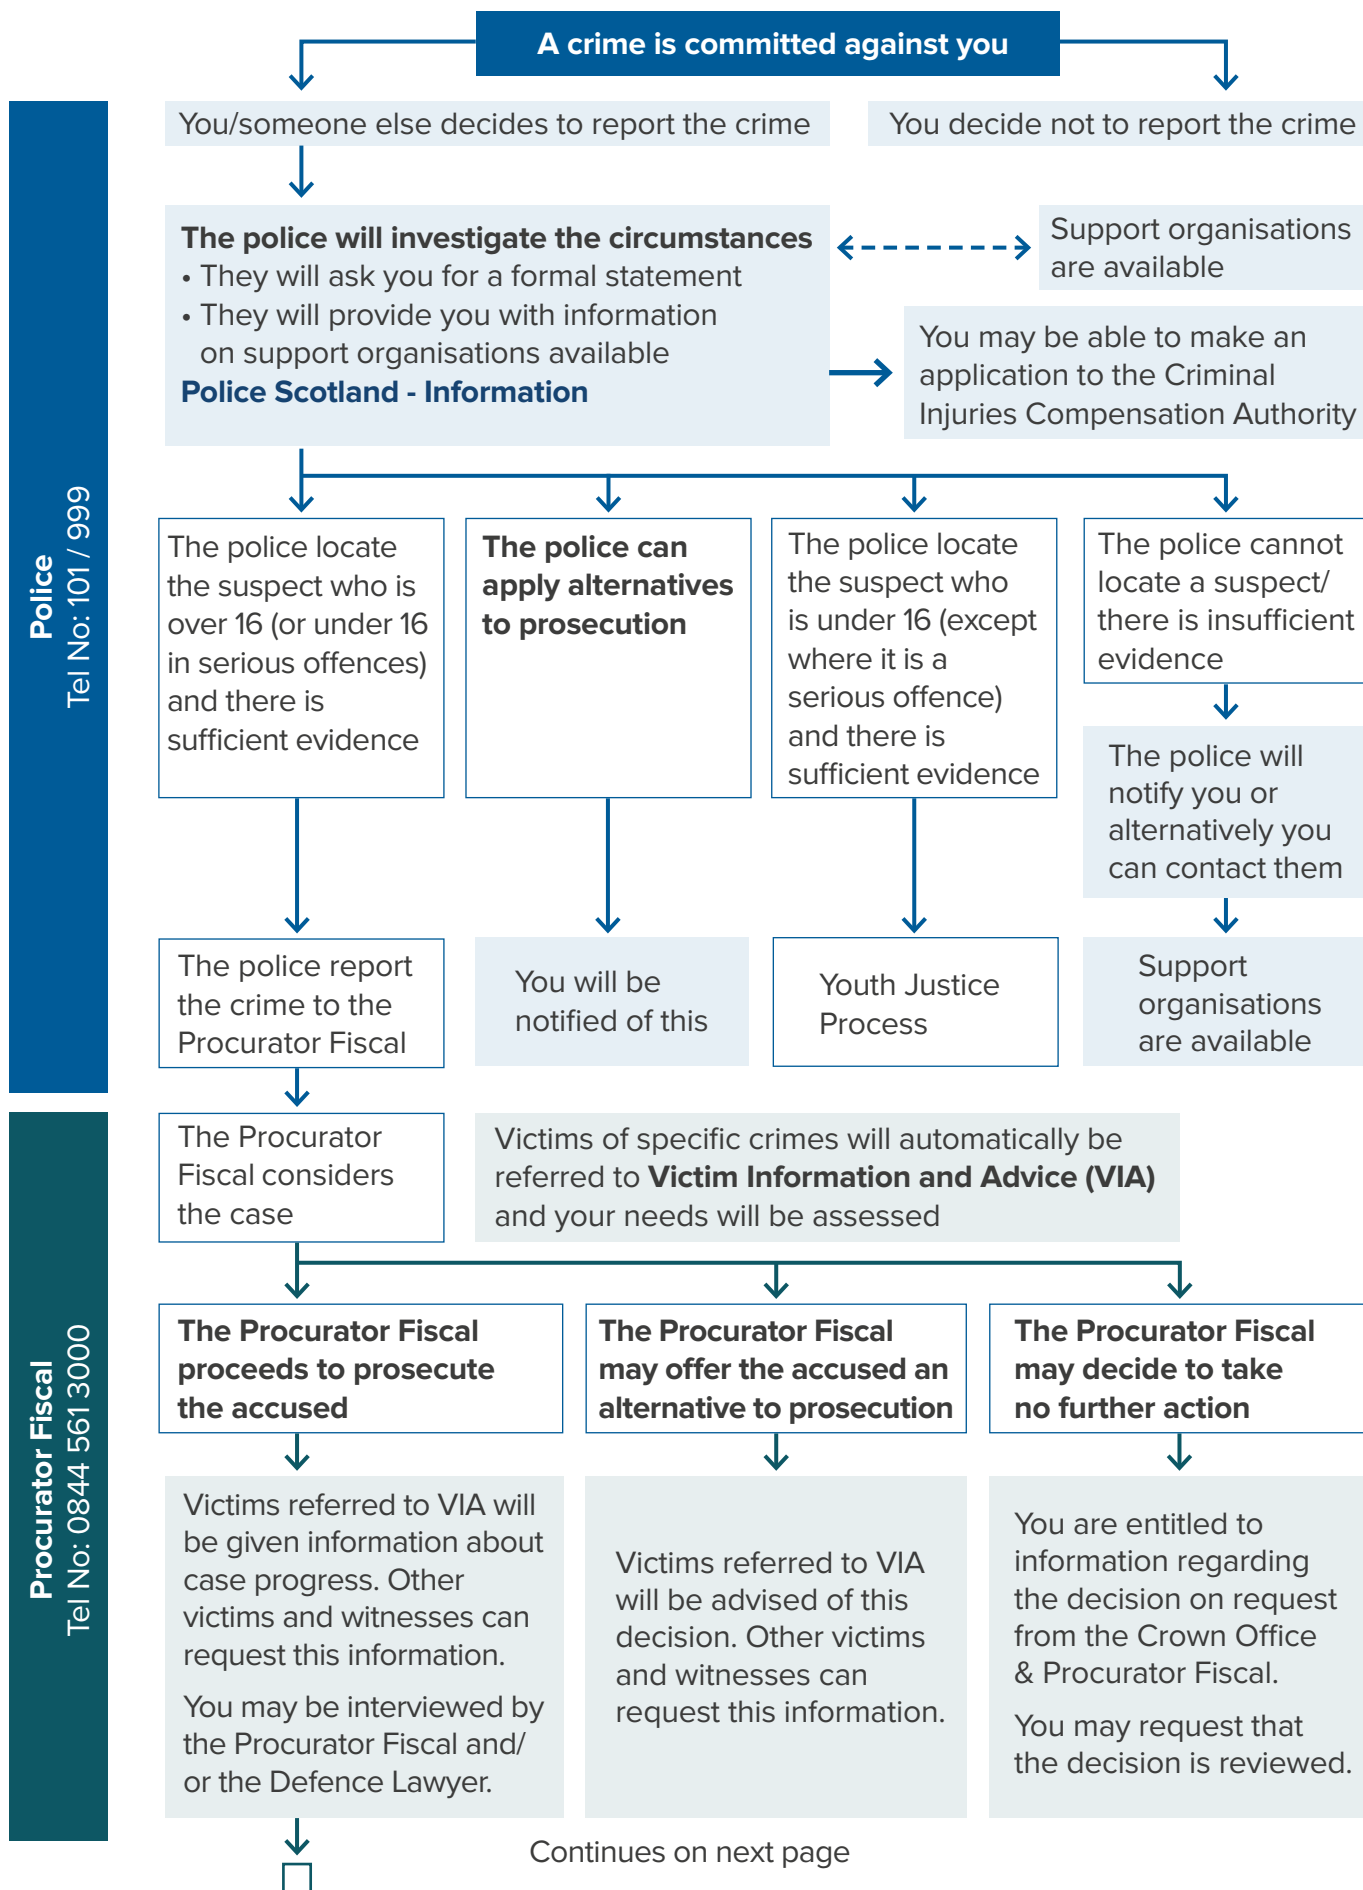 A crime is committed against you
You/someone else decides to report the crime
You decide not to report the crime
Police
Tel No: 101 / 999
The police will investigate the circumstances
• They will ask you for a formal statement
• They will provide you with information
on support organisations available
Police Scotland - Information
Support organisations
are available
You may be able to make an
application to the Criminal
Injuries Compensation Authority
The police locate
the suspect who is
over 16 (or under 16
in serious offences)
and there is
sufficient evidence
The police can
apply alternatives
to prosecution
The police locate
the suspect who
is under 16 (except
where it is a
serious offence)
and there is
sufficient evidence
The police cannot
locate a suspect/
there is insufficient
evidence
The police will
notify you or
alternatively you
can contact them
The police report
the crime to the
Procurator Fiscal
You will be
notified of this
Youth Justice
Process
Support
organisations
are available
Procurator Fiscal
Tel No: 0844 561 3000
The Procurator
Fiscal considers
the case
Victims of specific crimes will automatically be
referred to Victim Information and Advice (VIA)
and your needs will be assessed
The Procurator Fiscal
proceeds to prosecute
the accused
The Procurator Fiscal
may offer the accused an
alternative to prosecution
The Procurator Fiscal
may decide to take
no further action
Victims referred to VIA will
be given information about
case progress. Other
victims and witnesses can
request this information.
You may be interviewed by
the Procurator Fiscal and/
or the Defence Lawyer.
Victims referred to VIA
will be advised of this
decision. Other victims
and witnesses can
request this information.
You are entitled to
information regarding
the decision on request
from the Crown Office
& Procurator Fiscal.
You may request that
the decision is reviewed.
Continues on next page